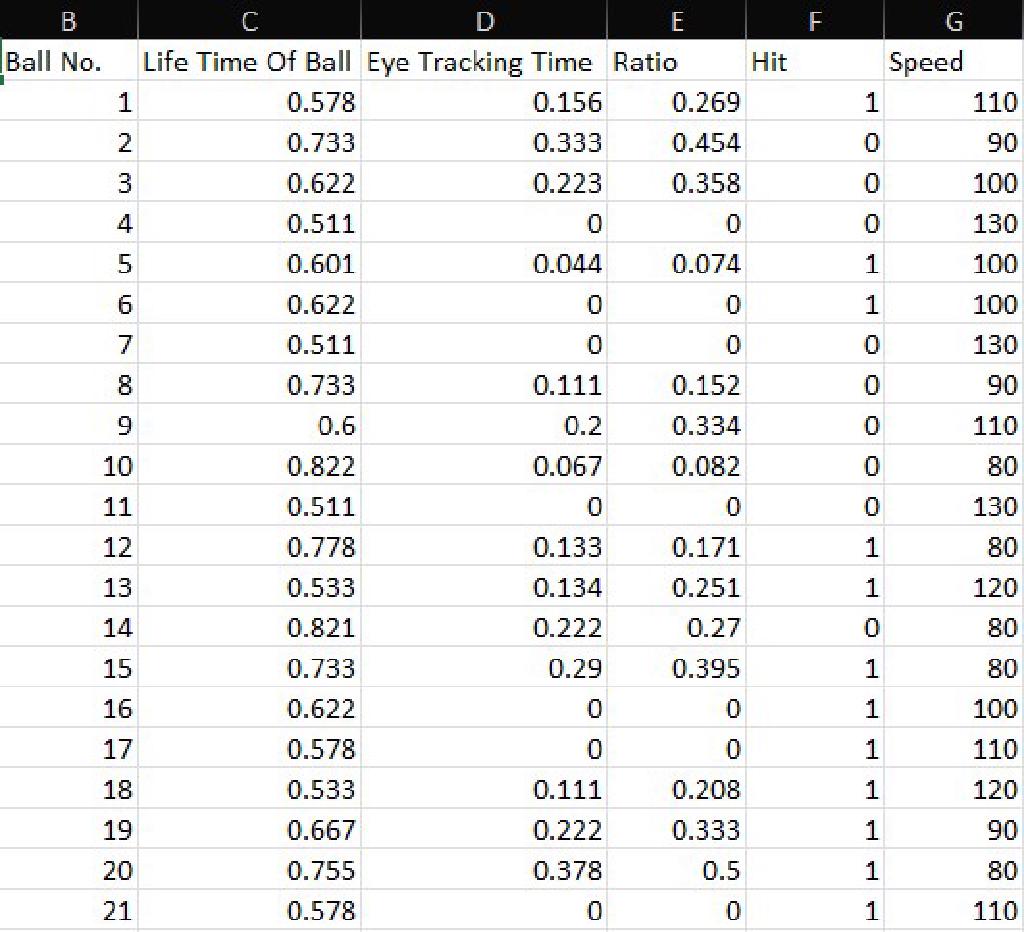 B C D E F G
Ball No. Life Time Of Ball Eye Tracking Time Ratio Hit Speed
1 0.578 0.156 0.269 1 110
2 0.733 0.333 0.454 0 90
3 0.622 0.223 0.358 0 100
4 0.511 0 0 0 130
5 0.601 0.044 0.074 1 100
6 0.622 0 0 1 100
7 0.511 0 0 0 130
8 0.733 0.111 0.152 0 90
9 0.6 0.2 0.334 0 110
10 0.822 0.067 0.082 0 80
11 0.511 0 0 0 130
12 0.778 0.133 0.171 1 80
13 0.533 0.134 0.251 1 120
14 0.821 0.222 0.27 0 80
15 0.733 0.29 0.395 1 80
16 0.622 0 0 1 100
17 0.578 0 0 1 110
18 0.533 0.111 0.208 1 120
19 0.667 0.222 0.333 1 90
20 0.755 0.378 0.5 1 80
21 0.578 0 0 1 110